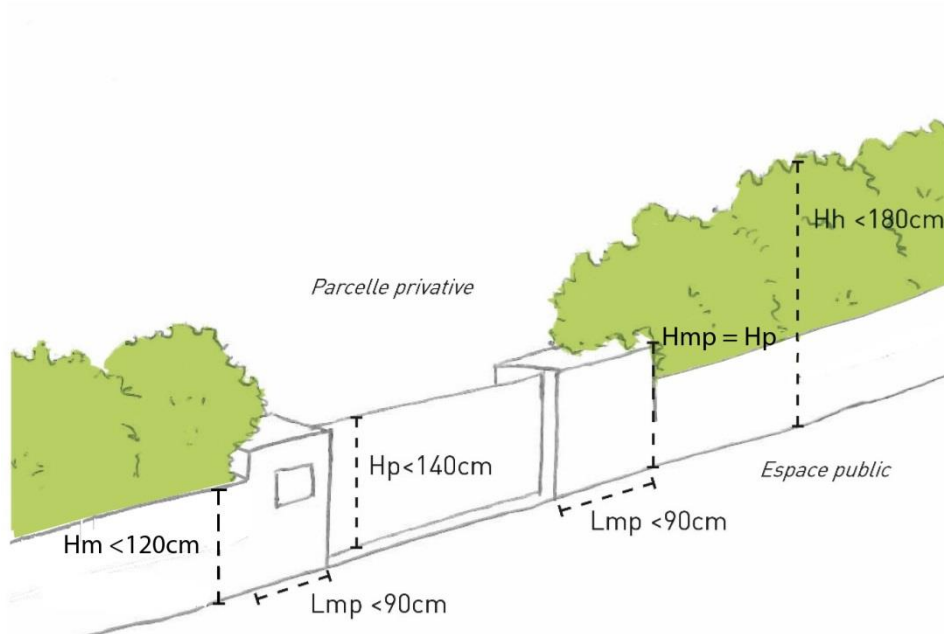 Hh <180cm
Parcelle privative
Hmp = Hp
Hp<140cm
Espace public
Lmp <90cm
Hm <120cm
Lmp <90cm